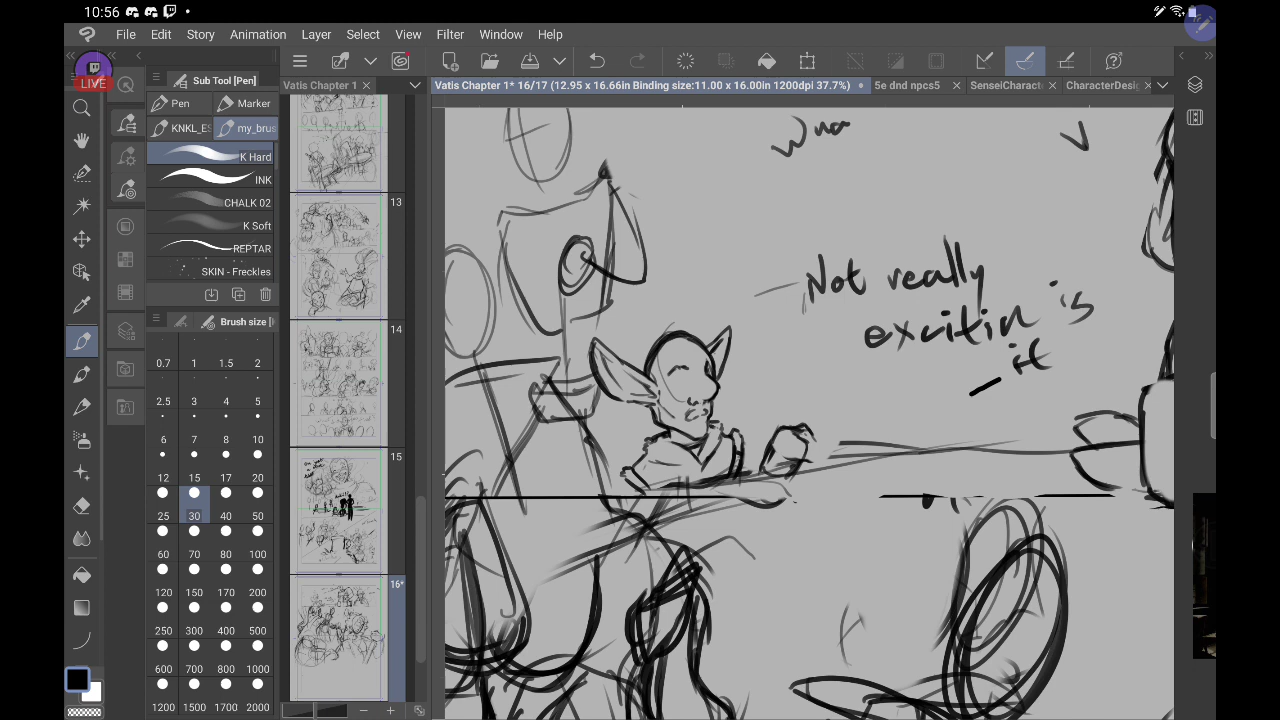 10:56
File Edit Story Animation Layer Select View Filter Window Help
LIVE
Sub Tool [Pen]
Pen Marker
KNKL_ES my_brus
K Hard
INK
CHALK 02
K Soft
REPTAR
SKIN - Freckles
Brush size [
0.7 1 1.5 2
2.5 3 4 5
6 7 8 10
12 15 17 20
25 30 40 50
60 70 80 100
120 150 170 200
250 300 400 500
600 700 800 1000
1200 1500 1700 2000
Vatis Chapter 1
13
14
15
16*
Vatis Chapter 1* 16/17 (12.95 x 16.66in Binding size:11.00 x 16.00in 1200dpi 37.7%)
5e dnd npcs5
SenseiCharact
CharacterDesig
Not really
excitin 's
it